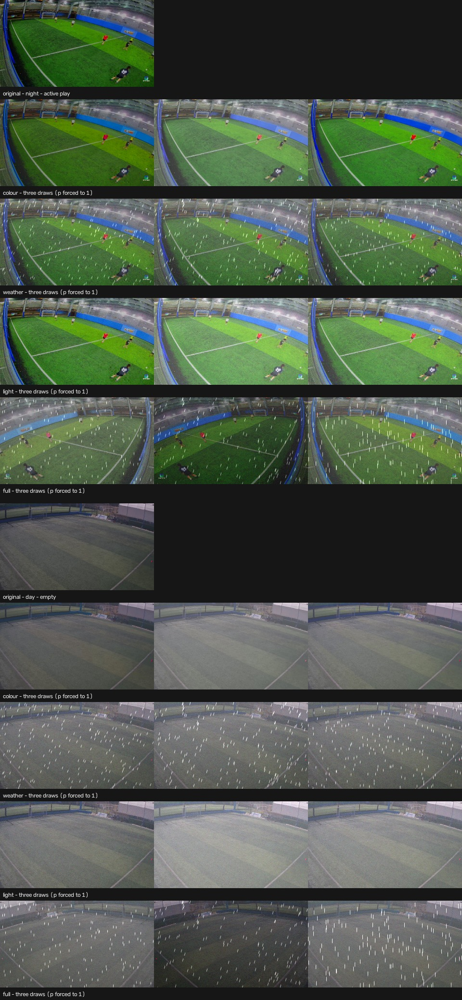 original - night - active play
colour - three draws (p forced to 1)
weather - three draws (p forced to 1)
light - three draws (p forced to 1)
full - three draws (p forced to 1)
original - day - empty
colour - three draws (p forced to 1)
weather - three draws (p forced to 1)
light - three draws (p forced to 1)
full - three draws (p forced to 1)